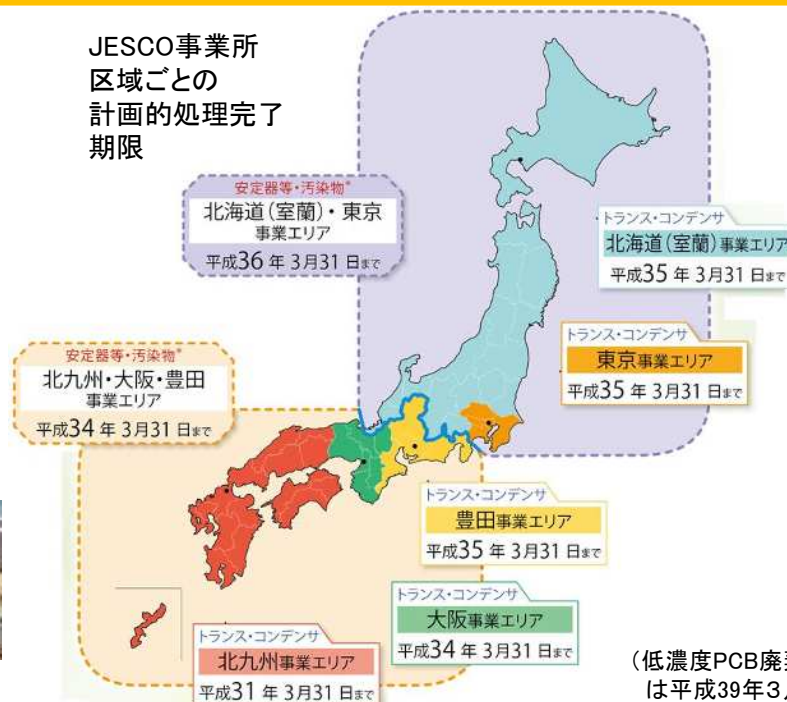 JESCO事業所
区域ごとの
計画的処理完了
期限
安定器等・汚染物*
北海道(室蘭)・東京
事業エリア
平成36年3月31日まで
トランス・コンデンサ
北海道(室蘭)事業エリア
平成35年3月31日まで
トランス・コンデンサ
東京事業エリア
平成35年3月31日まで
安定器等・汚染物*
北九州・大阪・豊田
事業エリア
平成34年3月31日まで
トランス・コンデンサ
豊田事業エリア
平成35年3月31日まで
トランス・コンデンサ
大阪事業エリア
平成34年3月31日まで
トランス・コンデンサ
北九州事業エリア
平成31年3月31日まで
(低濃度PCB廃
は平成39年3